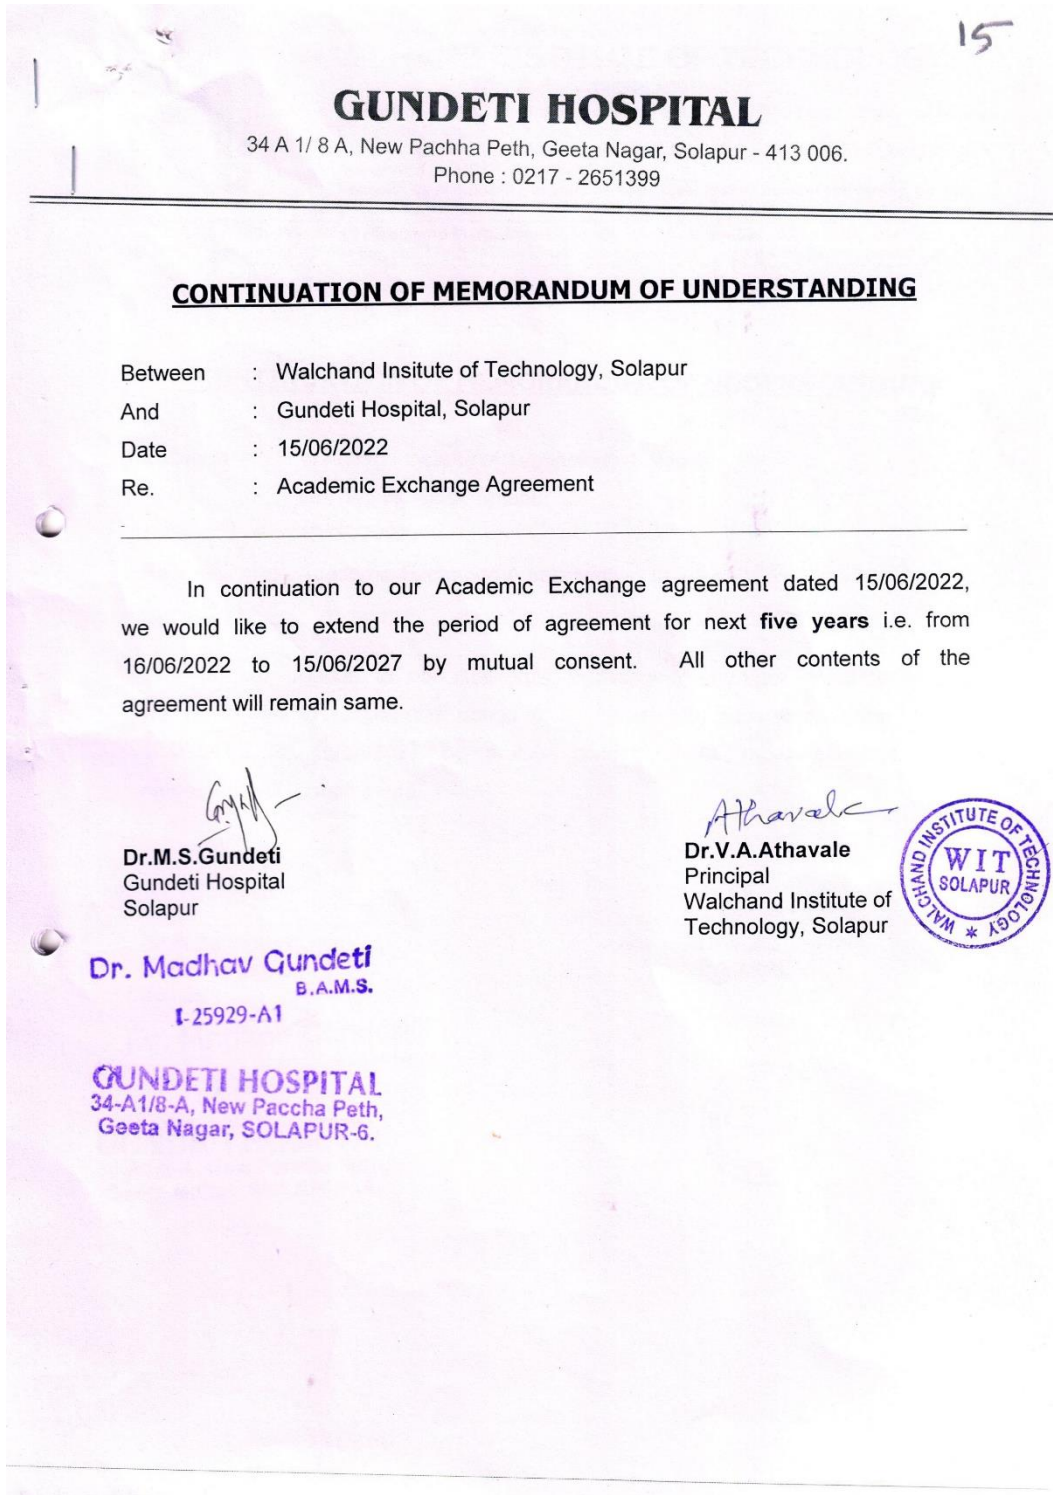 15
GUNDETI HOSPITAL
34 A 1/ 8 A, New Pachha Peth, Geeta Nagar, Solapur - 413 006.
Phone : 0217 - 2651399
CONTINUATION OF MEMORANDUM OF UNDERSTANDING
Between : Walchand Insitute of Technology, Solapur
And : Gundeti Hospital, Solapur
Date : 15/06/2022
Re. : Academic Exchange Agreement
In continuation to our Academic Exchange agreement dated 15/06/2022,
we would like to extend the period of agreement for next five years i.e. from
16/06/2022 to 15/06/2027 by mutual consent. All other contents of the
agreement will remain same.
Dr.M.S.Gundeti
Gundeti Hospital
Solapur
Dr. Madhav Gundeti
B.A.M.S.
I-25929-A1
GUNDETI HOSPITAL
34-A1/8-A, New Paccha Peth,
Geeta Nagar, SOLAPUR-6.
Athavale
Dr.V.A.Athavale
Principal
Walchand Institute of
Technology, Solapur
WALCHAND INSTITUTE OF TECHNOLOGY *
WIT
SOLAPUR